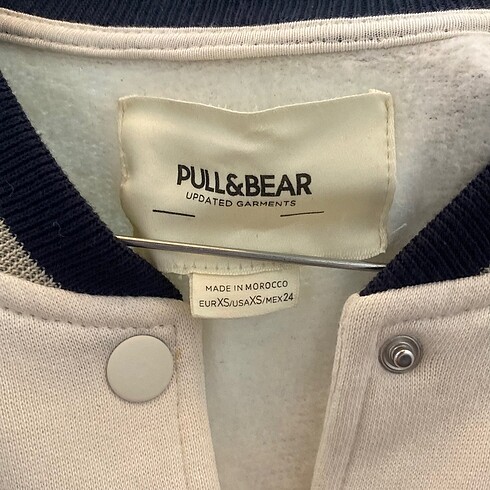 PULL&BEAR
UPDATED GARMENTS
MADE IN MOROCCO
EURXS/USAXS/MEX24